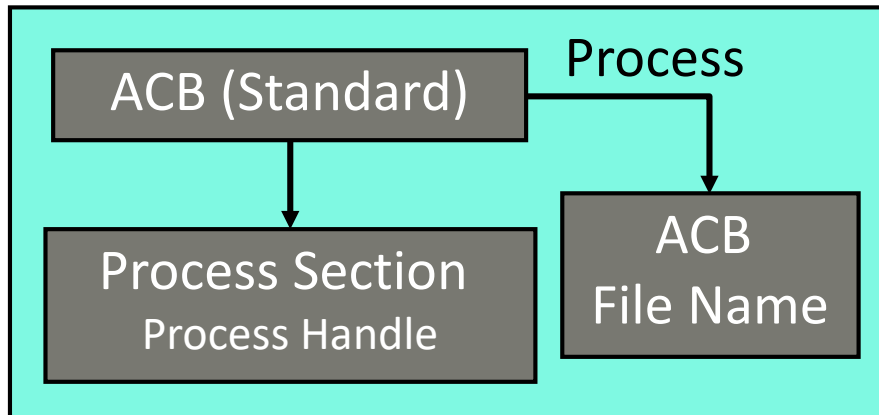 ACB (Standard)
Process
Process Section
Process Handle
ACB
File Name